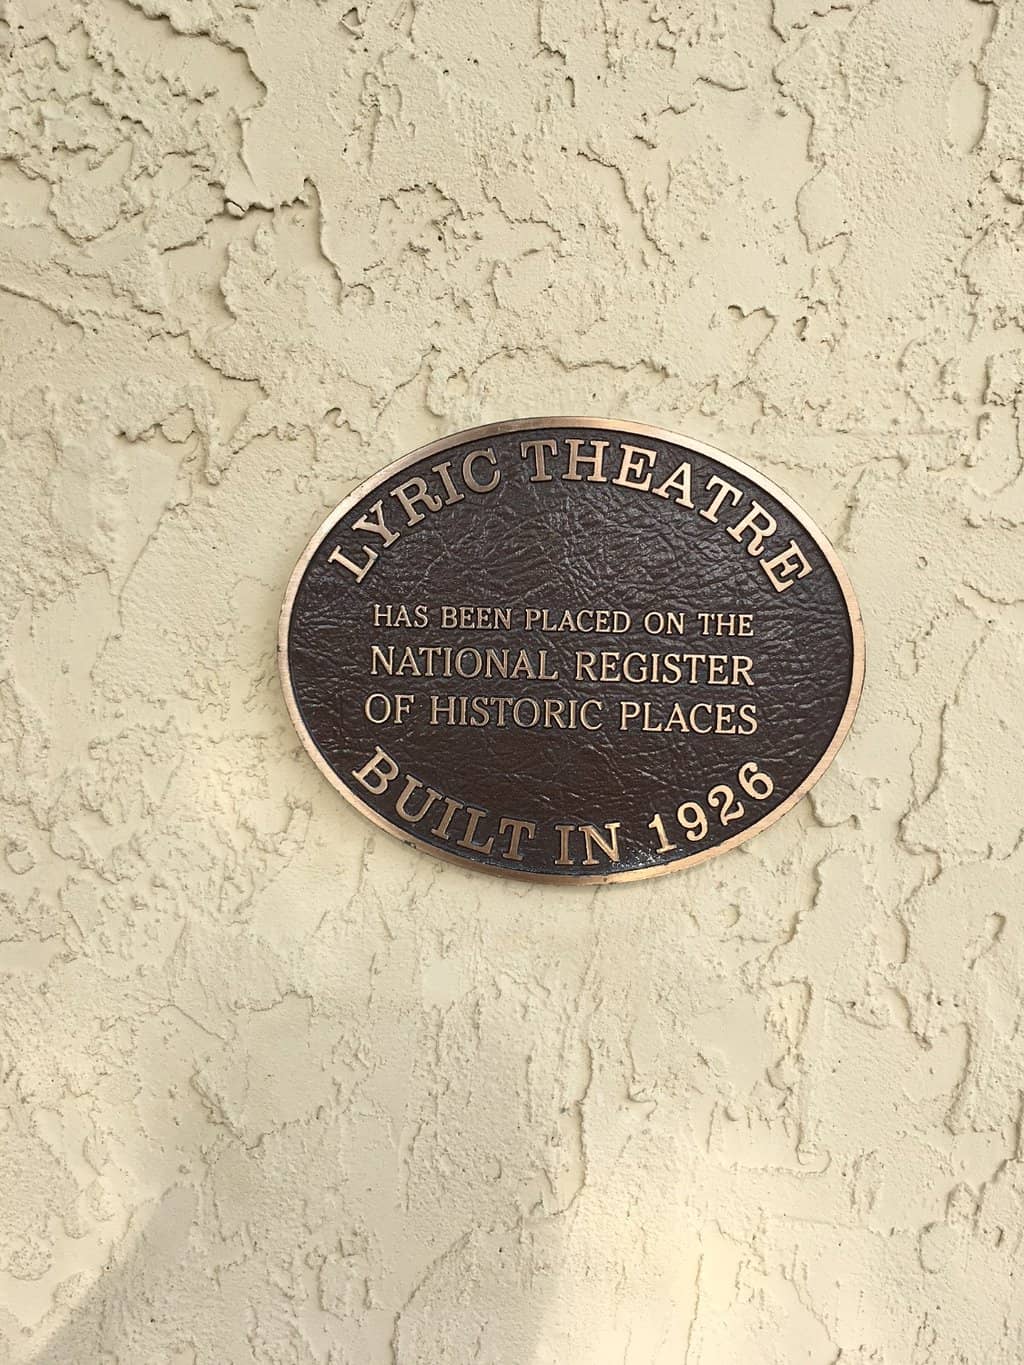 LYRIC THEATRE
HAS BEEN PLACED ON THE
NATIONAL REGISTER
OF HISTORIC PLACES
BUILT IN 1926